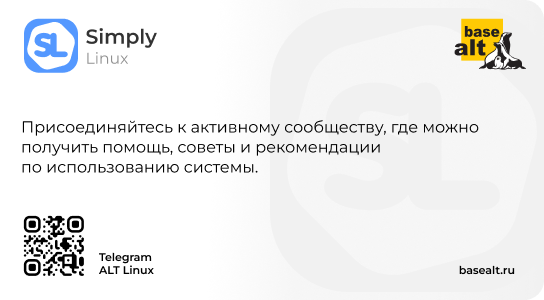 SL
Simply
Linux
base
alt
Присоединяйтесь к активному сообществу, где можно
получить помощь, советы и рекомендации
по использованию системы.
Telegram
ALT Linux
basealt.ru